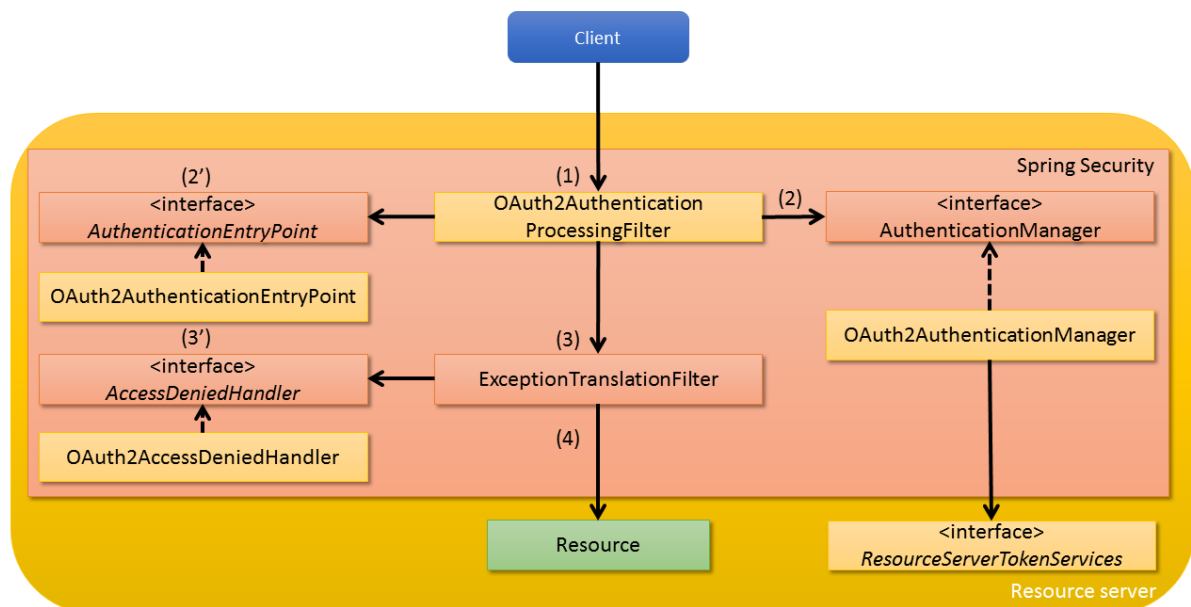 Client
Spring Security
(2’)
(1)
<interface>
AuthenticationEntryPoint
OAuth2Authentication
ProcessingFilter
(2)
<interface>
AuthenticationManager
OAuth2AuthenticationEntryPoint
OAuth2AuthenticationManager
(3’)
(3)
<interface>
AccessDeniedHandler
ExceptionTranslationFilter
(4)
OAuth2AccessDeniedHandler
Resource
<interface>
ResourceServerTokenServices
Resource server